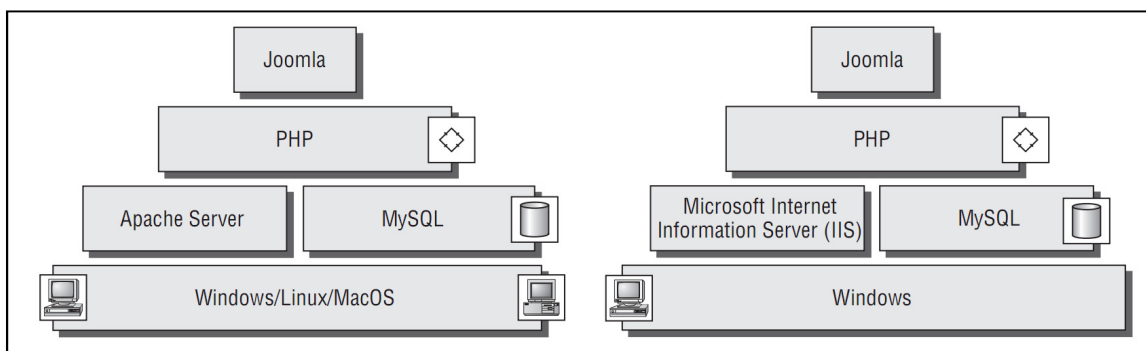 Joomla
PHP
Apache Server
MySQL
Windows/Linux/MacOS
Joomla
PHP
Microsoft Internet
Information Server (IIS)
MySQL
Windows